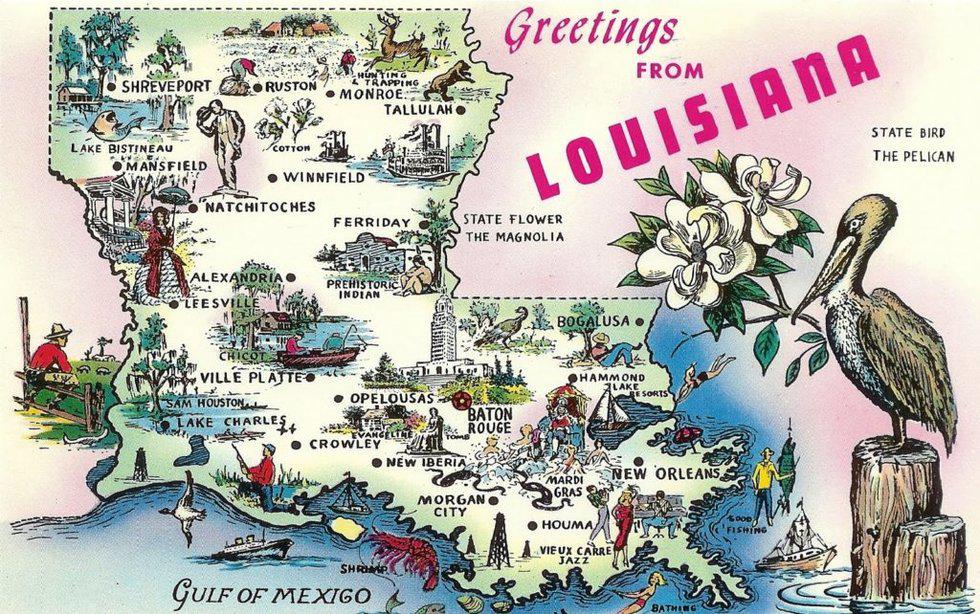 Greetings
FROM
LOUISIANA
STATE BIRD
THE PELICAN
STATE FLOWER
THE MAGNOLIA
SHREVEPORT
RUSTON
HUNTING
& TRAPPING
MONROE
TALLULAH
LAKE BISTINEAU
COTTON
MANSFIELD
WINNFIELD
NATCHITOCHES
FERRIDAY
ALEXANDRIA
PREHISTORIC
INDIAN
LEESVILLE
BOGALUSA
CHICOT
VILLE PLATTE
HAMMOND
LAKE
RESORTS
SAM HOUSTON
OPELOUSAS
BATON
ROUGE
LAKE CHARLES
EVANGELINE
TOMB
CROWLEY
NEW IBERIA
MARDI
GRAS
NEW ORLEANS
MORGAN
CITY
HOUMA
GOOD
FISHING
VIEUX CARRE
JAZZ
SHRIMP
GULF OF MEXICO
BATHING